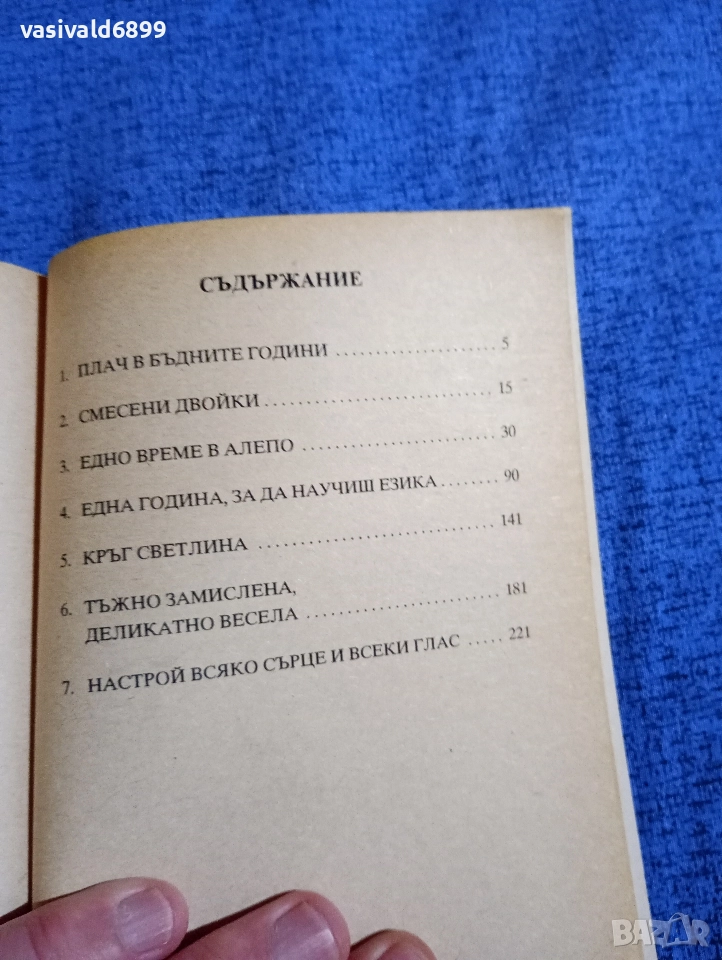 vasivald6899
СЪДЪРЖАНИЕ
1. ПЛАЧ В БЪДНИТЕ ГОДИНИ .................. 5
2. СМЕСЕНИ ДВОЙКИ ......................... 15
3. ЕДНО ВРЕМЕ В АЛЕПО ..................... 30
4. ЕДНА ГОДИНА, ЗА ДА НАУЧИШ ЕЗИКА ........ 90
5. КРЪГ СВЕТЛИНА .............................. 141
6. ТЪЖНО ЗАМИСЛЕНА,
ДЕЛИКАТНО ВЕСЕЛА ........................ 181
7. НАСТРОЙ ВСЯКО СЪРЦЕ И ВСЕКИ ГЛАС ..... 221
BAZAR